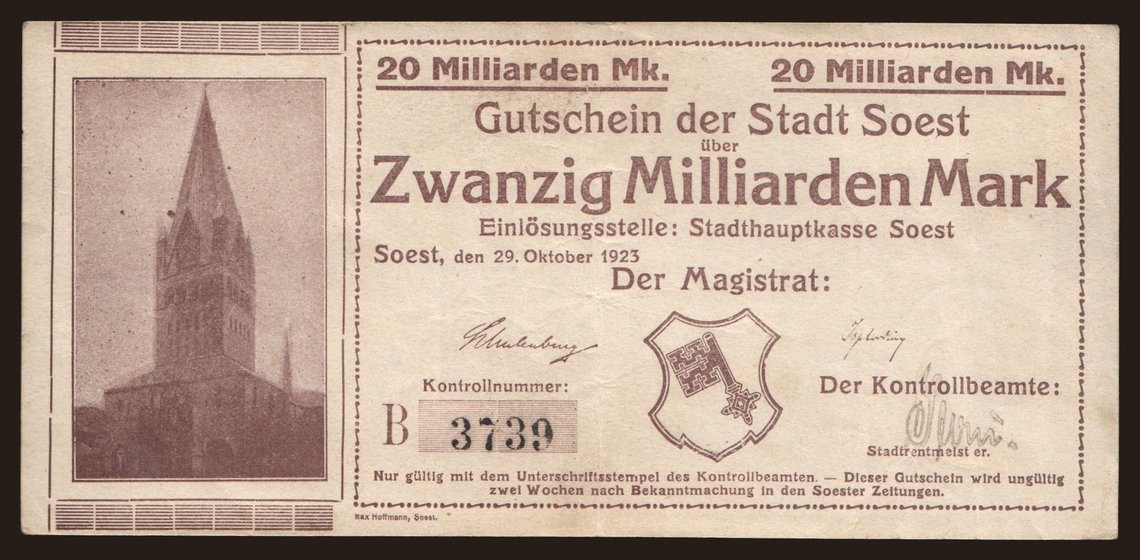 20 Milliarden Mk. 20 Milliarden Mk.
Gutschein der Stadt Soest
über
Zwanzig Milliarden Mark
Einlösungsstelle: Stadthauptkasse Soest
Soest, den 29. Oktober 1923
Der Magistrat:
Kontrollnummer:
B 3739
Der Kontrollbeamte:
Stadtrentmeister.
Nur gültig mit dem Unterschriftsstempel des Kontrollbeamten. — Dieser Gutschein wird ungültig
zwei Wochen nach Bekanntmachung in den Soester Zeitungen.
Max Hoffmann, Soest.